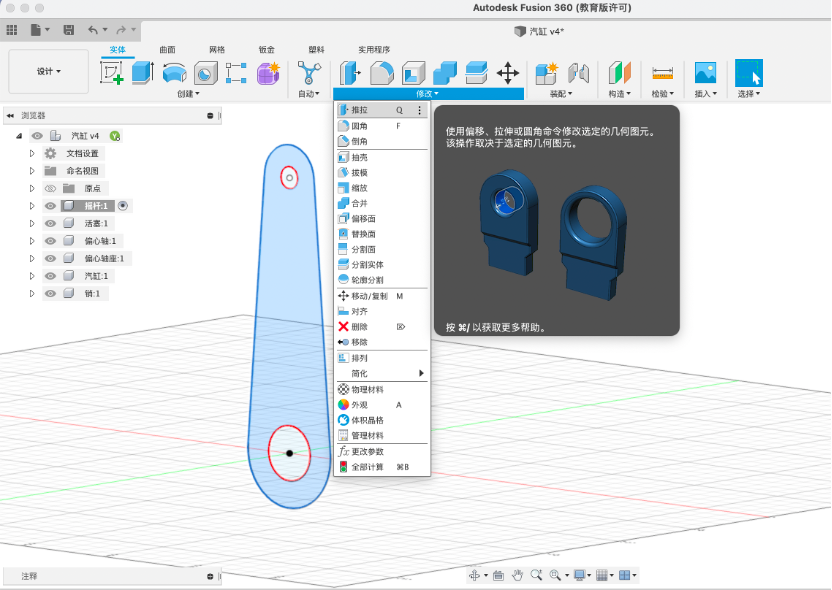 Autodesk Fusion 360 (教育版许可)
汽缸 v4*
实体 曲面 网格 钣金 塑料 实用程序
设计
创建 自动 修改 装配 构造 检验 插入 选择
浏览器
汽缸 v4
文档设置
命名视图
原点
摇杆:1
活塞:1
偏心轴:1
偏心轴座:1
汽缸:1
销:1
推拉 Q
圆角 F
倒角
抽壳
拔模
缩放
合并
偏移面
替换面
分割面
分割实体
轮廓分割
移动/复制 M
对齐
删除
移除
排列
简化
物理材料
外观 A
体积晶格
管理材料
fx 更改参数
全部计算 ⌘B
使用偏移、拉伸或圆角命令修改选定的几何图元。
该操作取决于选定的几何图元。
按 ⌘/ 以获取更多帮助。
注释